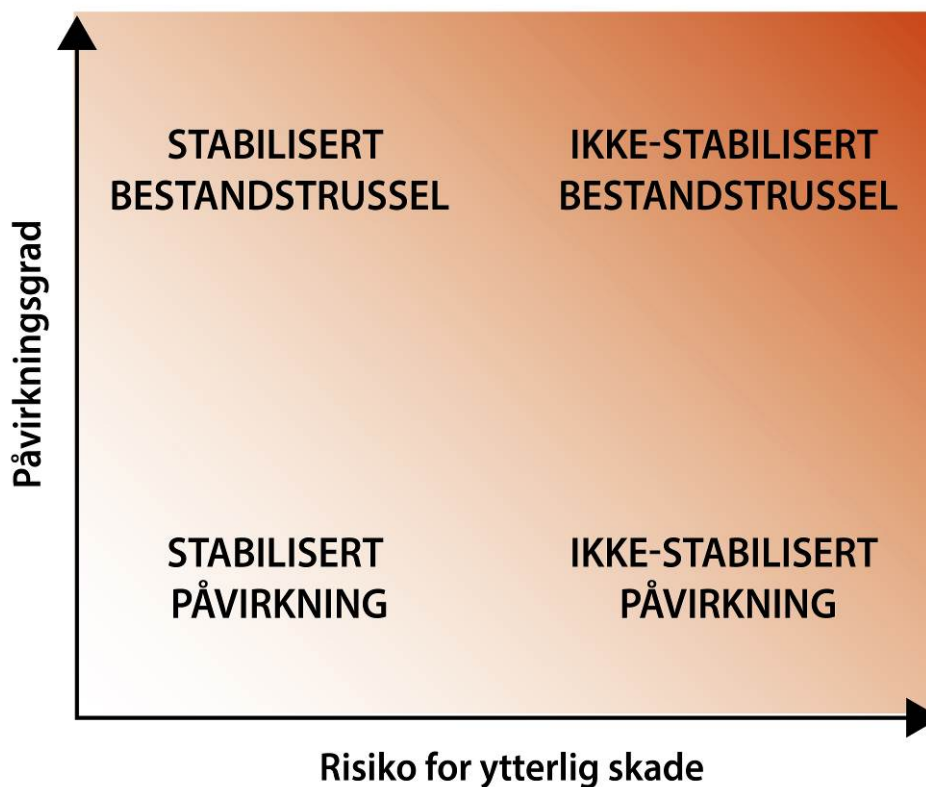 STABILISERT
BESTANDSTRUSSEL
IKKE-STABILISERT
BESTANDSTRUSSEL
Påvirkningsgrad
STABILISERT
PÅVIRKNING
IKKE-STABILISERT
PÅVIRKNING
Risiko for ytterlig skade